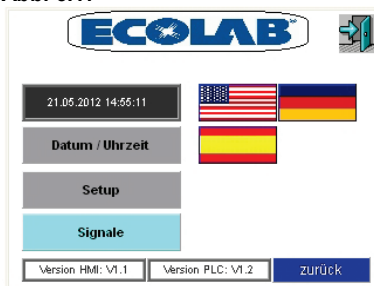 ECOLAB®
21.05.2012 14:55:11
Datum / Uhrzeit
Setup
Signale
Version HMI: V1.1
Version PLC: V1.2
zurück